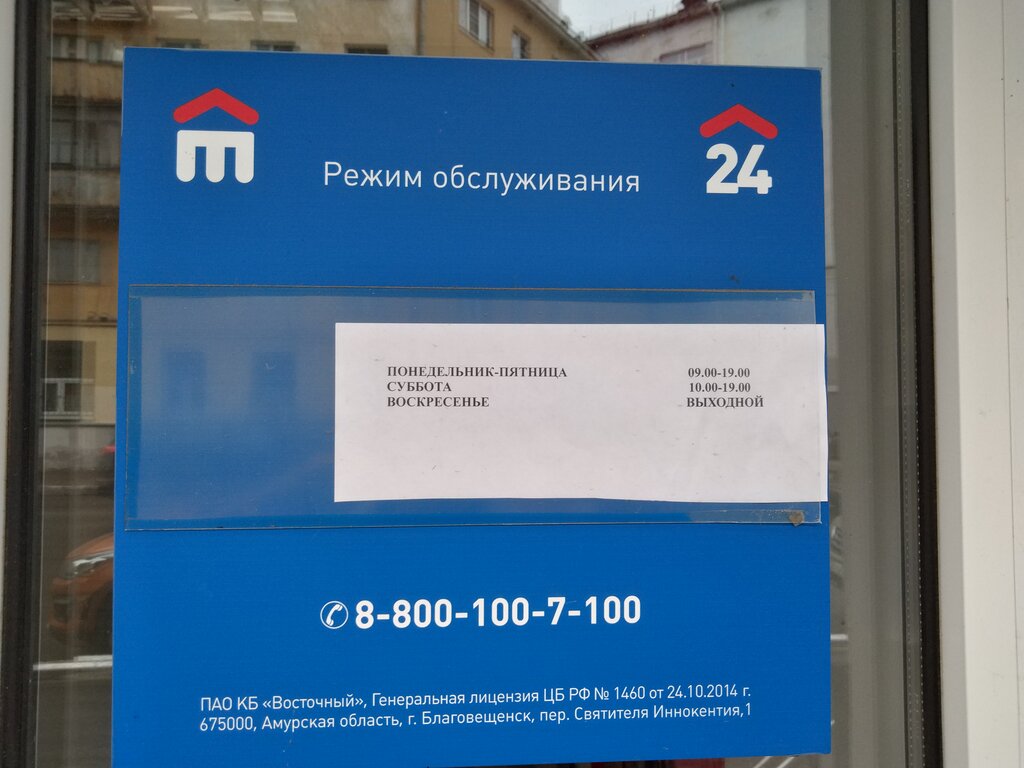 Режим обслуживания
24
ПОНЕДЕЛЬНИК-ПЯТНИЦА 09.00-19.00
СУББОТА 10.00-19.00
ВОСКРЕСЕНЬЕ ВЫХОДНОЙ
8-800-100-7-100
ПАО КБ «Восточный», Генеральная лицензия ЦБ РФ № 1460 от 24.10.2014 г.
675000, Амурская область, г. Благовещенск, пер. Святителя Иннокентия,1